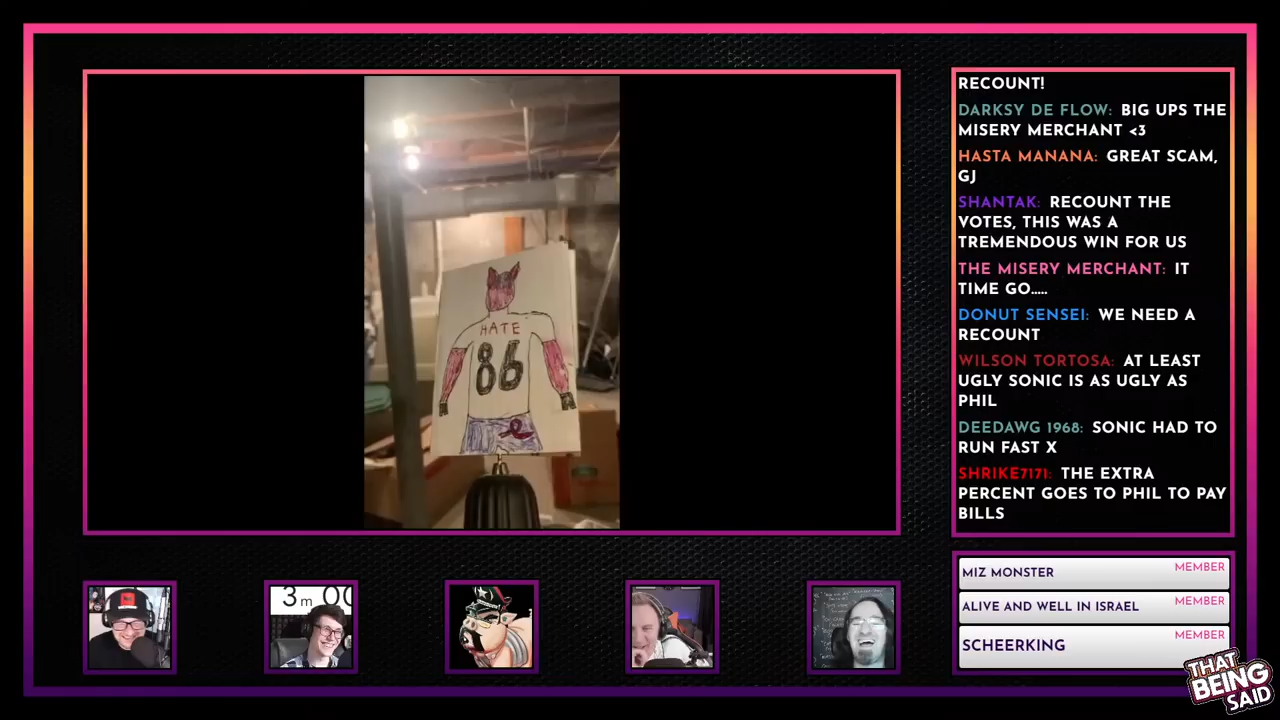 HATE
86
RECOUNT!
DARKSY DE FLOW: BIG UPS THE
MISERY MERCHANT <3
HASTA MANANA: GREAT SCAM,
GJ
SHANTAK: RECOUNT THE
VOTES, THIS WAS A
TREMENDOUS WIN FOR US
THE MISERY MERCHANT: IT
TIME GO.....
DONUT SENSEI: WE NEED A
RECOUNT
WILSON TORTOSA: AT LEAST
UGLY SONIC IS AS UGLY AS
PHIL
DEEDAWG 1968: SONIC HAD TO
RUN FAST X
SHRIKE7171: THE EXTRA
PERCENT GOES TO PHIL TO PAY
BILLS
MIZ MONSTER MEMBER
ALIVE AND WELL IN ISRAEL MEMBER
SCHEERKING MEMBER
3m 00
THAT
BEING
SAID